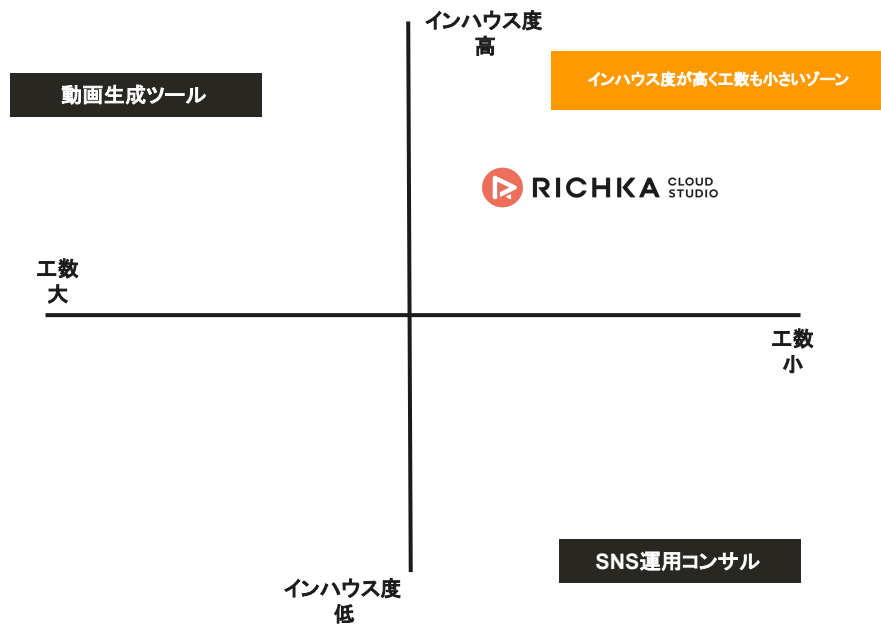 インハウス度
高
インハウス度が高く工数も小さいゾーン
動画生成ツール
RICHKA CLOUD STUDIO
工数
大
工数
小
SNS運用コンサル
インハウス度
低